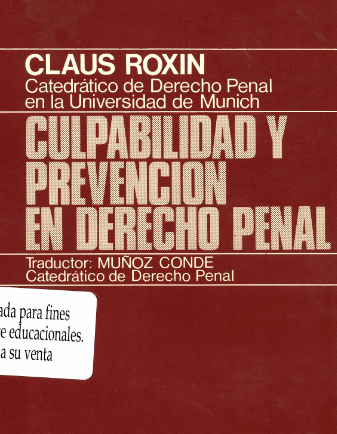 CLAUS ROXIN
Catedrático de Derecho Penal
en la Universidad de Munich
CULPABILIDAD Y
PREVENCION
EN DERECHO PENAL
Traductor: MUÑOZ CONDE
Catedrático de Derecho Penal
ada para fines
e educacionales.
a su venta